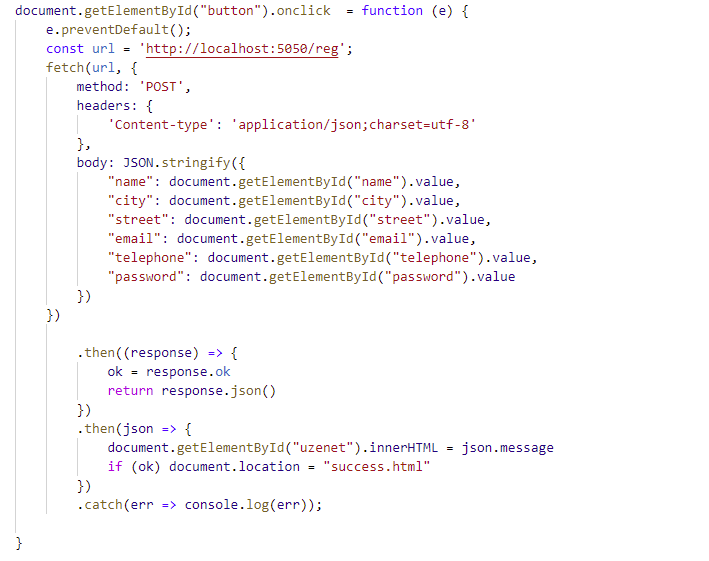 document.getElementById("button").onclick  = function (e) {
    e.preventDefault();
    const url = 'http://localhost:5050/reg';
    fetch(url, {
        method: 'POST',
        headers: {
            'Content-type': 'application/json;charset=utf-8'
        },
        body: JSON.stringify({
            "name": document.getElementById("name").value,
            "city": document.getElementById("city").value,
            "street": document.getElementById("street").value,
            "email": document.getElementById("email").value,
            "telephone": document.getElementById("telephone").value,
            "password": document.getElementById("password").value
        })
    })
        .then((response) => {
            ok = response.ok
            return response.json()
        })
        .then(json => {
            document.getElementById("uzenet").innerHTML = json.message
            if (ok) document.location = "success.html"
        })
        .catch(err => console.log(err));
}